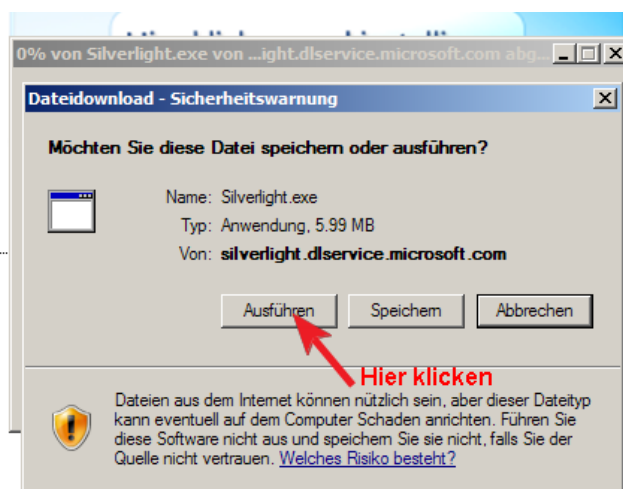 0% von Silverlight.exe von ...ight.dlservice.microsoft.com abg...
Dateidownload - Sicherheitswarnung
Möchten Sie diese Datei speichern oder ausführen?
Name: Silverlight.exe
Typ: Anwendung, 5.99 MB
Von: silverlight.dlservice.microsoft.com
Ausführen Speichern Abbrechen
Hier klicken
Dateien aus dem Internet können nützlich sein, aber dieser Dateityp
kann eventuell auf dem Computer Schaden anrichten. Führen Sie
diese Software nicht aus und speichern Sie sie nicht, falls Sie der
Quelle nicht vertrauen. Welches Risiko besteht?